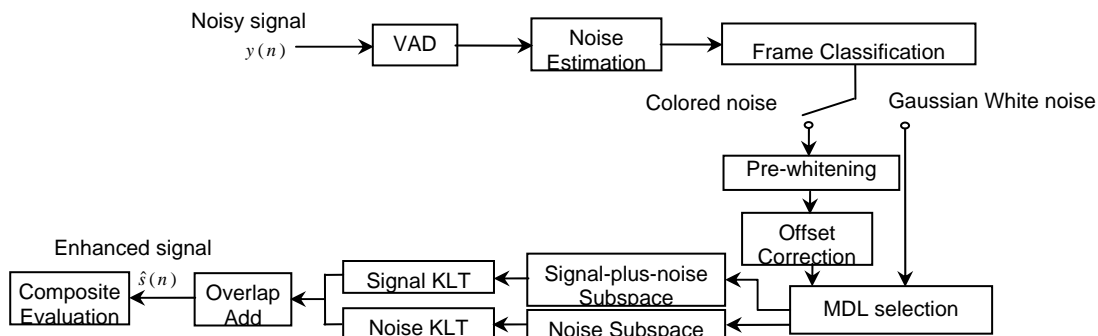 Noisy signal
y(n)
VAD
Noise
Estimation
Frame Classification
Colored noise
Gaussian White noise
Pre-whitening
Offset
Correction
MDL selection
Signal-plus-noise
Subspace
Noise Subspace
Signal KLT
Noise KLT
Overlap
Add
Enhanced signal
ŝ(n)
Composite
Evaluation